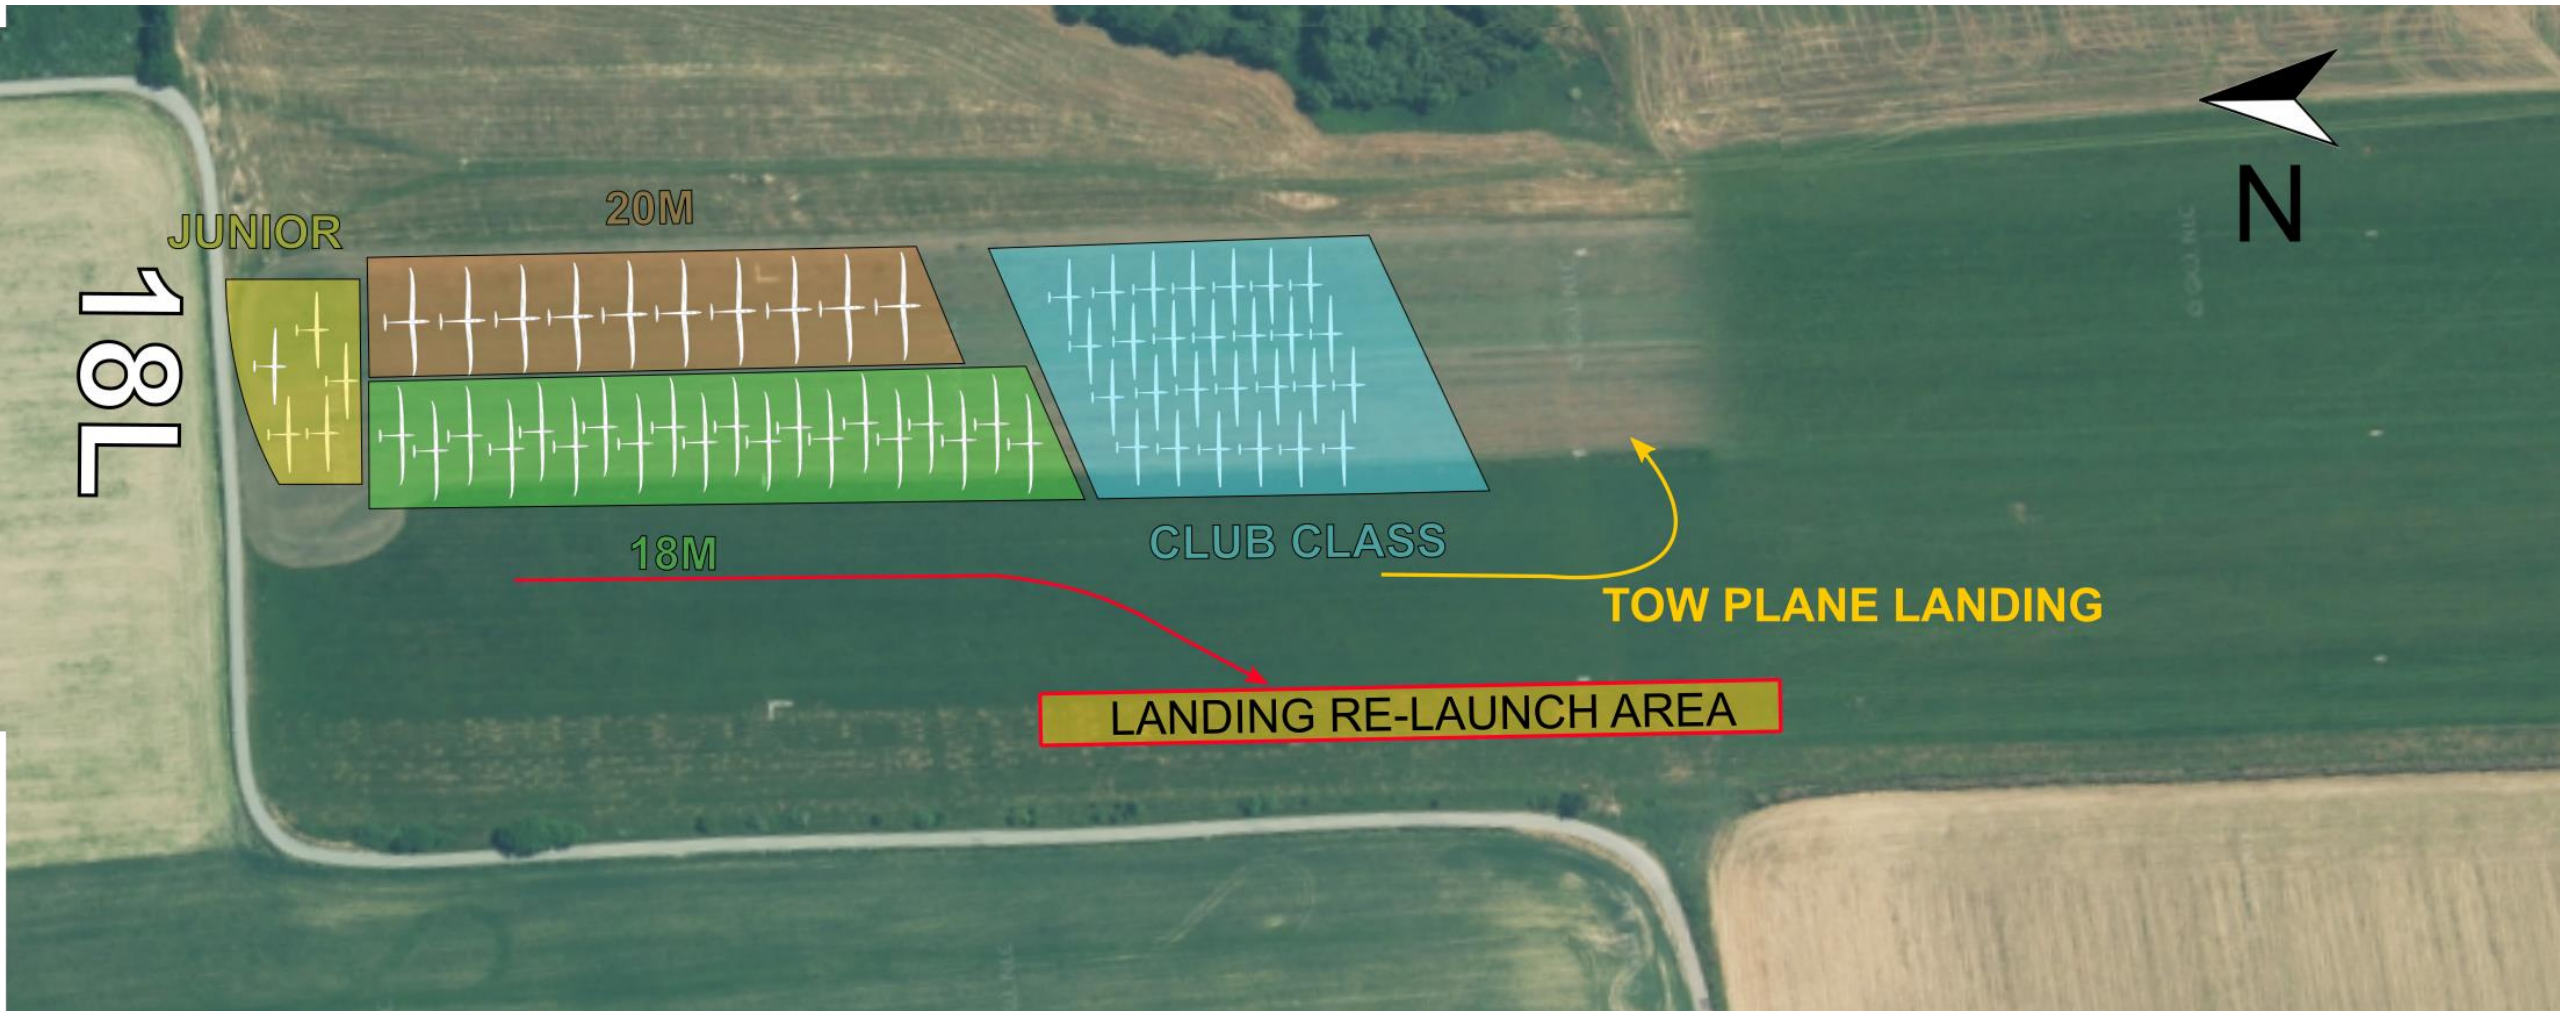 20M
JUNIOR
N
18L
18M
CLUB CLASS
TOW PLANE LANDING
LANDING RE-LAUNCH AREA